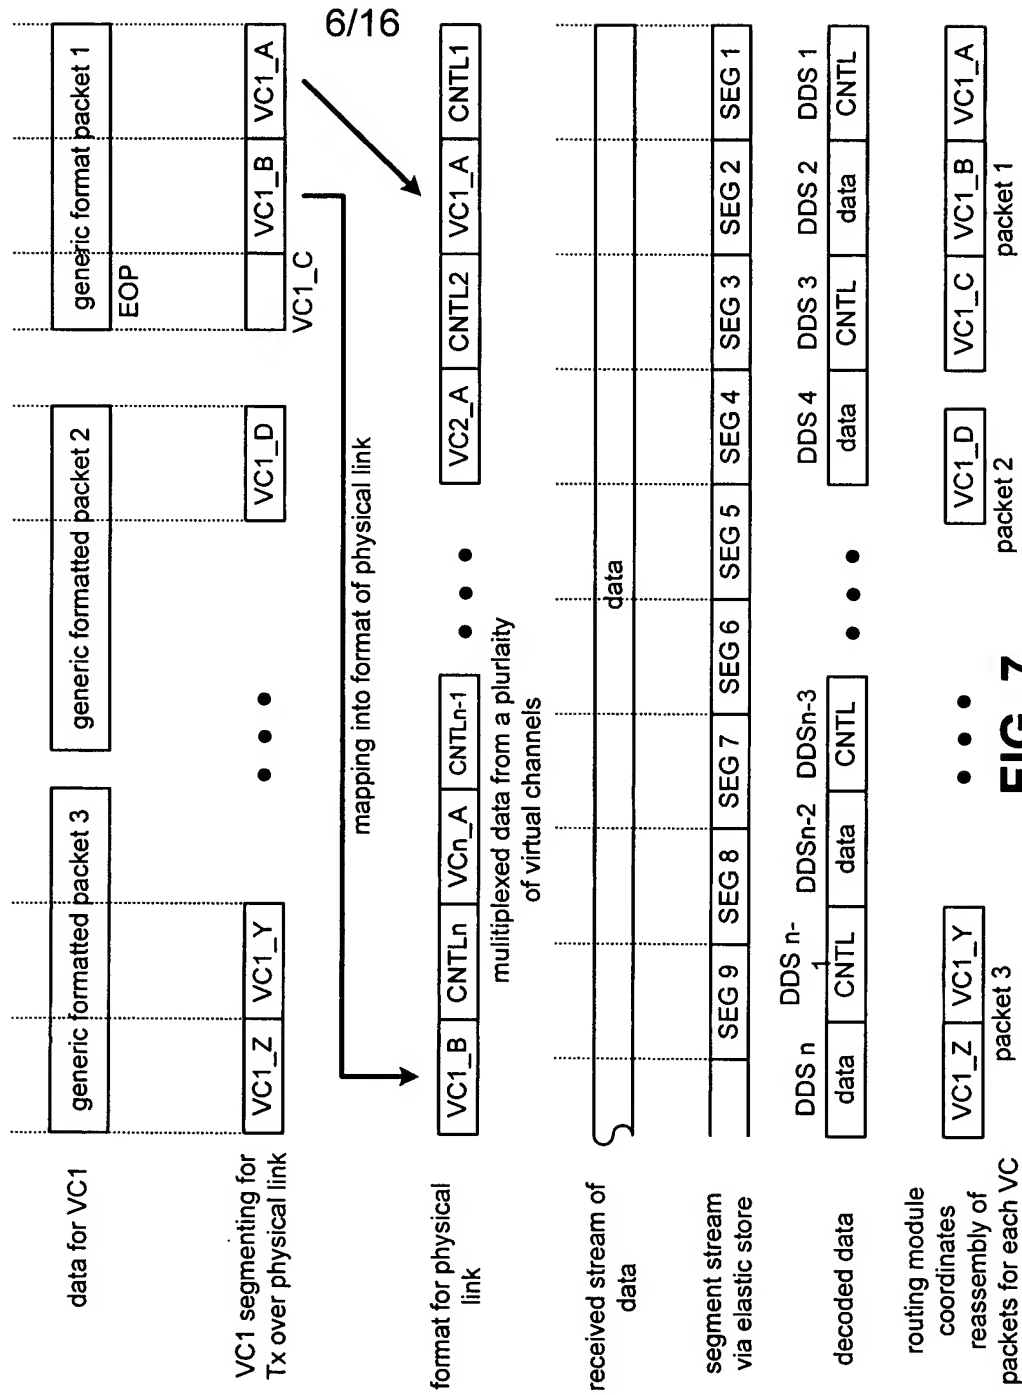 6/16
data for VC1
generic formatted packet 3
generic formatted packet 2
generic format packet 1
EOP
VC1 segmenting for
Tx over physical link
VC1_Z
VC1_Y
VC1_D
VC1_B
VC1_A
VC1_C
mapping into format of physical link
format for physical
link
VC1_B
CNTLn
VCn_A
CNTLn-1
VC2_A
CNTL2
VC1_A
CNTL1
mulitiplexed data from a plurlaity
of virtual channels
received stream of
data
data
segment stream
via elastic store
SEG 9
SEG 8
SEG 7
SEG 6
SEG 5
SEG 4
SEG 3
SEG 2
SEG 1
DDS n
DDS n-
1
DDSn-2
DDSn-3
DDS 4
DDS 3
DDS 2
DDS 1
decoded data
data
CNTL
data
CNTL
data
CNTL
data
CNTL
routing module
coordinates
reassembly of
packets for each VC
VC1_Z
VC1_Y
VC1_D
VC1_C
VC1_B
VC1_A
packet 3
packet 2
packet 1
FIG. 7